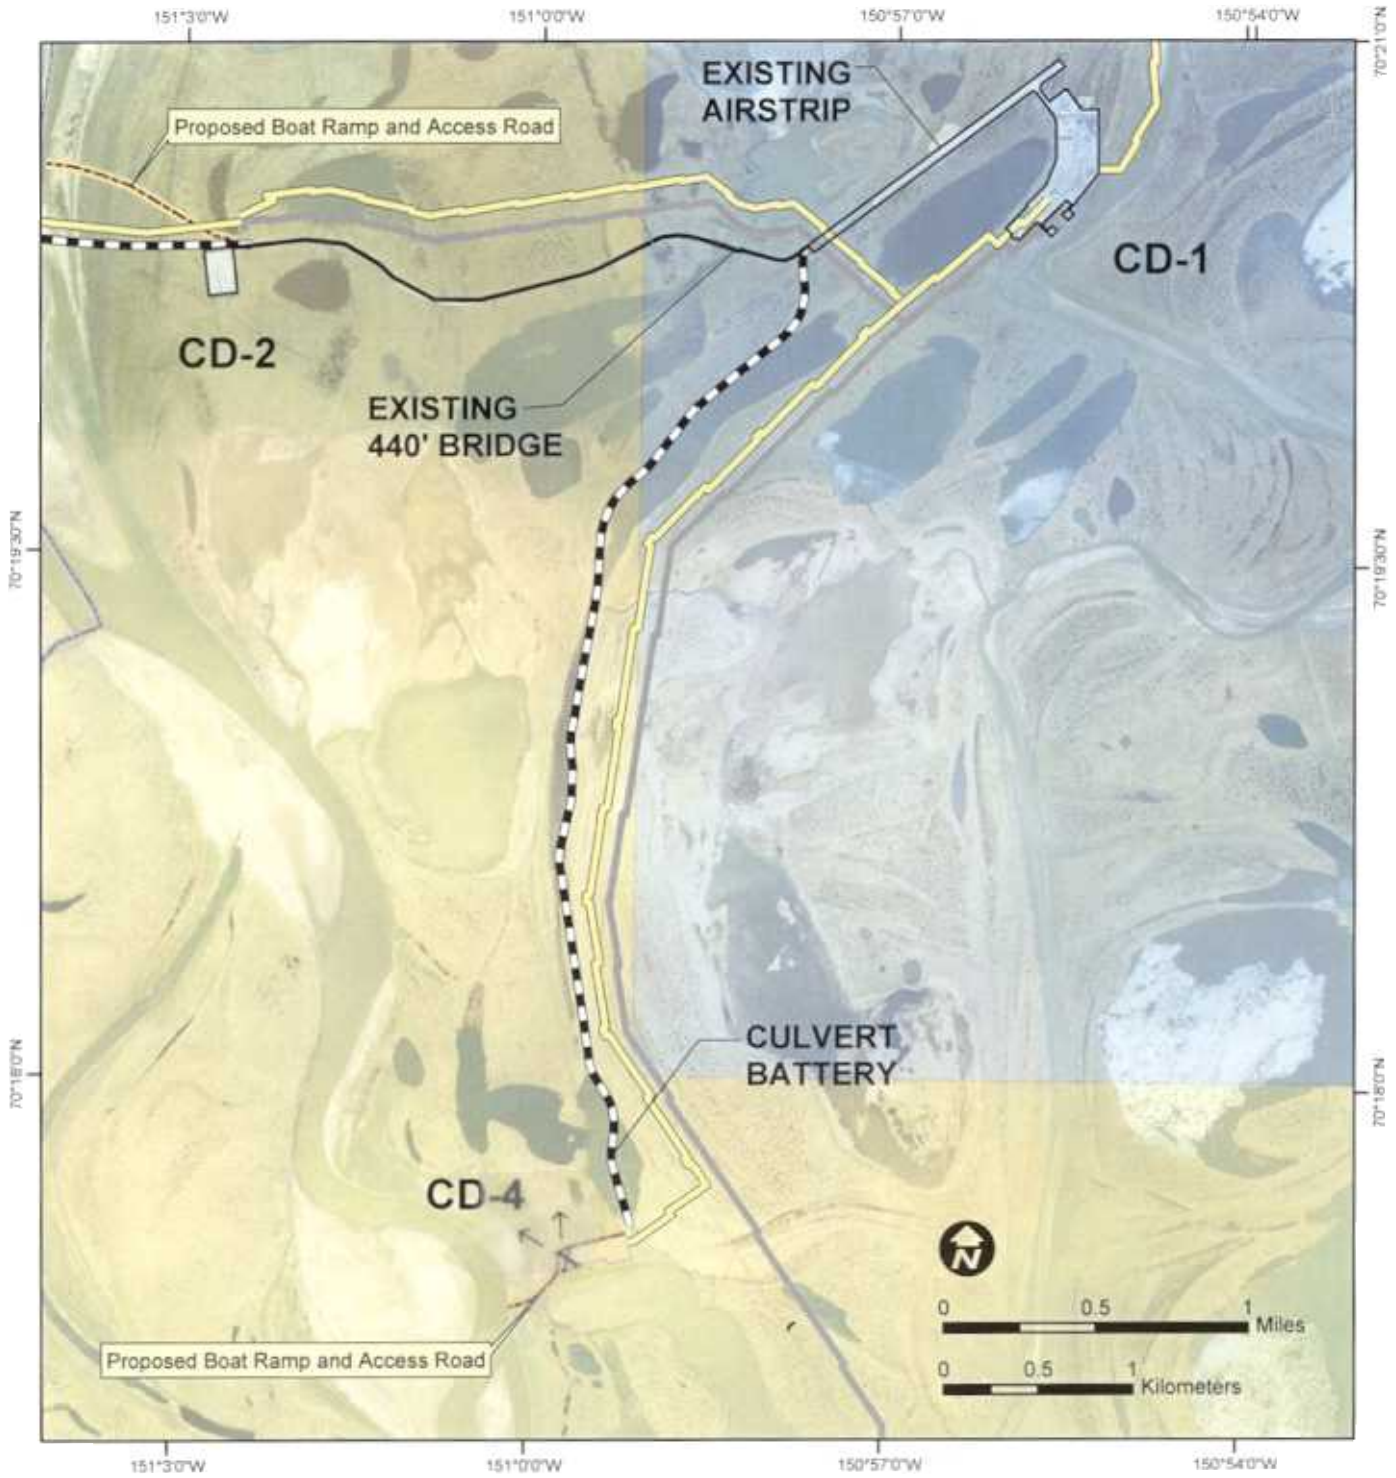 151°3'0"W
151°0'0"W
150°57'0"W
150°54'0"W
70°21'0"N
EXISTING
AIRSTRIP
Proposed Boat Ramp and Access Road
CD-1
CD-2
EXISTING
440' BRIDGE
70°19'30"N
70°19'30"N
CULVERT
BATTERY
70°18'0"N
70°18'0"N
CD-4
N
0 0.5 1
Miles
Proposed Boat Ramp and Access Road
0 0.5 1
Kilometers
151°3'0"W
151°0'0"W
150°57'0"W
150°54'0"W